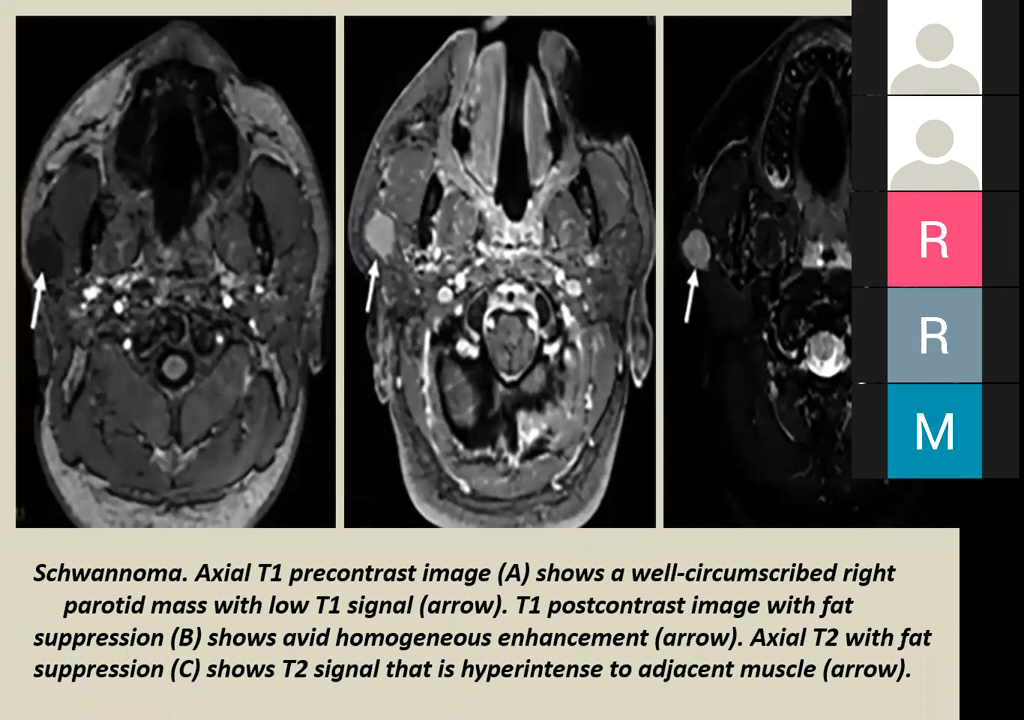 R
R
M
Schwannoma. Axial T1 precontrast image (A) shows a well-circumscribed right
parotid mass with low T1 signal (arrow). T1 postcontrast image with fat
suppression (B) shows avid homogeneous enhancement (arrow). Axial T2 with fat
suppression (C) shows T2 signal that is hyperintense to adjacent muscle (arrow).